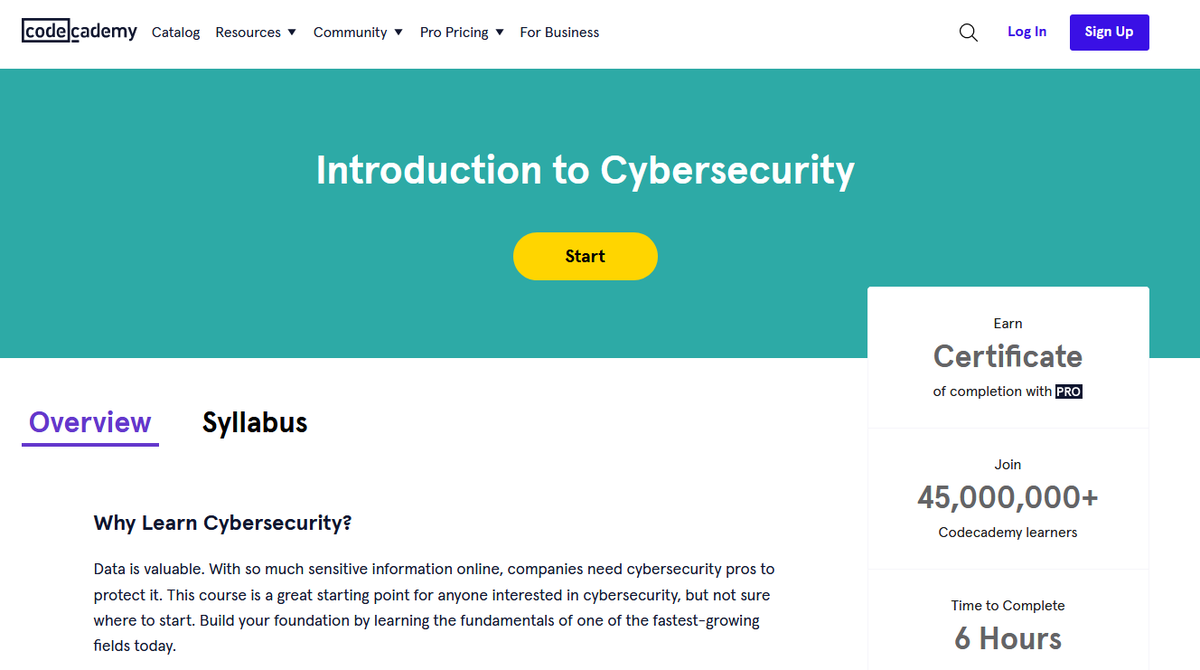 codecademy Catalog Resources Community Pro Pricing For Business Log In Sign Up
Introduction to Cybersecurity
Start
Earn
Certificate
of completion with PRO
Overview Syllabus
Join
45,000,000+
Codecademy learners
Why Learn Cybersecurity?
Data is valuable. With so much sensitive information online, companies need cybersecurity pros to
protect it. This course is a great starting point for anyone interested in cybersecurity, but not sure
where to start. Build your foundation by learning the fundamentals of one of the fastest-growing
fields today.
Time to Complete
6 Hours